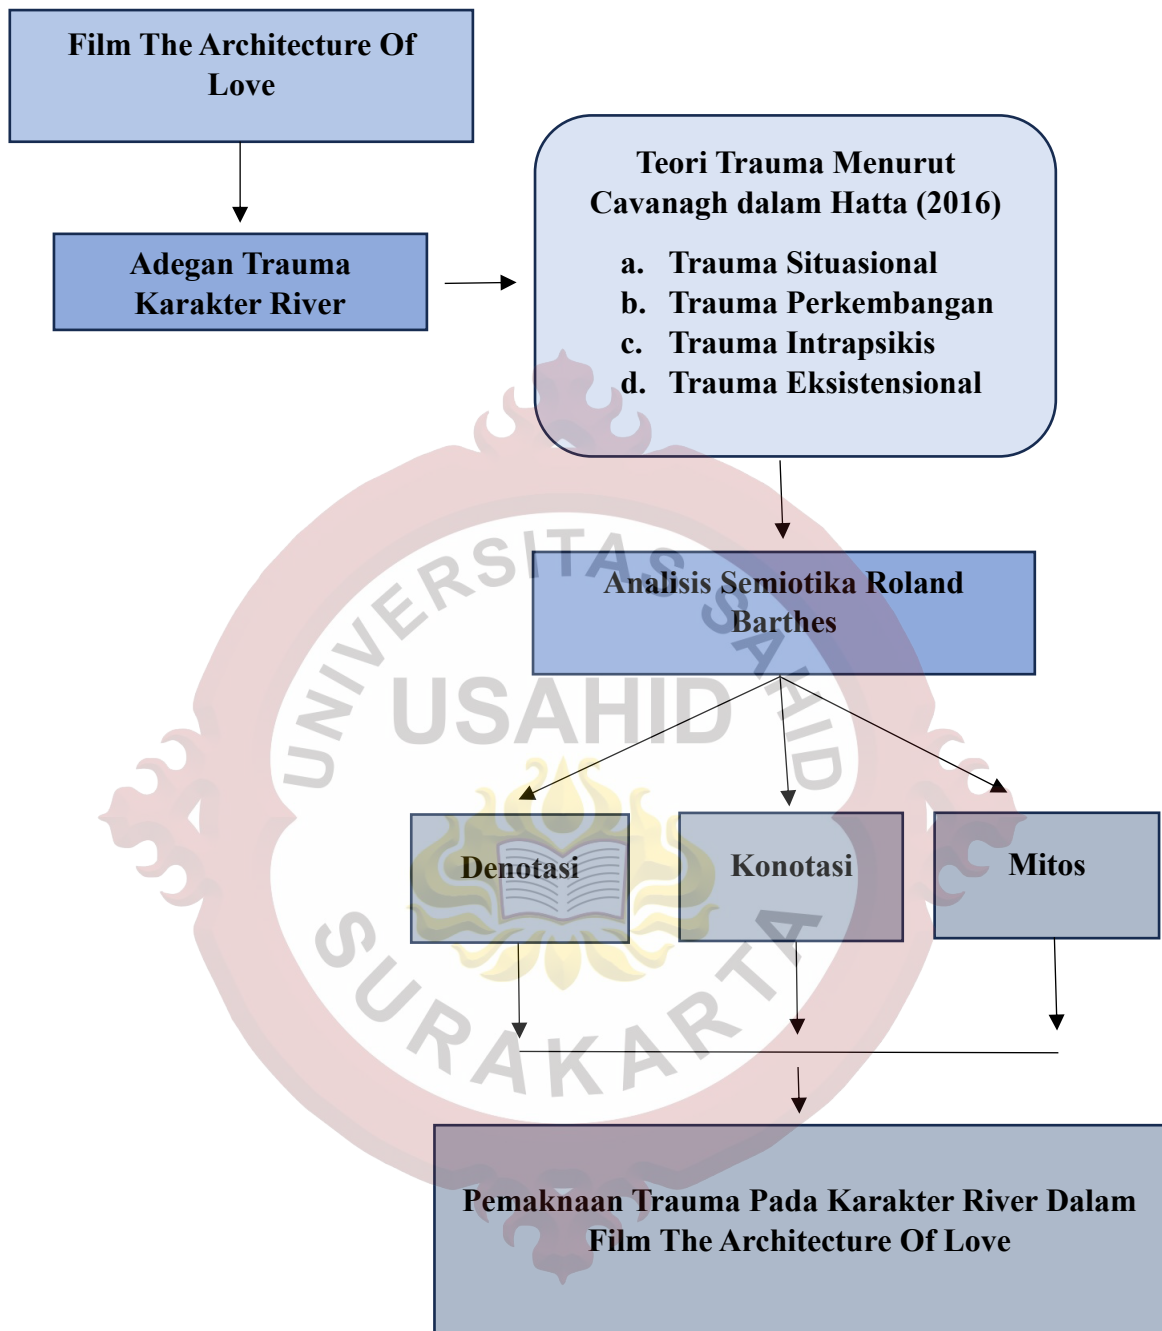 Film The Architecture Of
Love
Adegan Trauma
Karakter River
Teori Trauma Menurut
Cavanagh dalam Hatta (2016)
a. Trauma Situasional
b. Trauma Perkembangan
c. Trauma Intrapsikis
d. Trauma Eksistensional
Analisis Semiotika Roland
Barthes
UNIVERSITAS SAHID
USAHID
SURAKARTA
Denotasi
Konotasi
Mitos
Pemaknaan Trauma Pada Karakter River Dalam
Film The Architecture Of Love